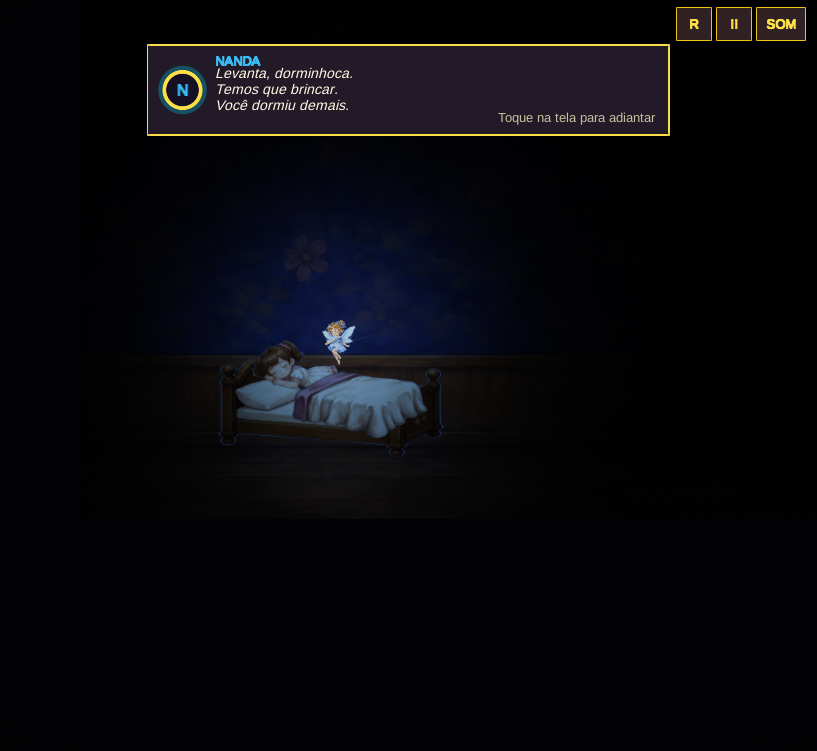 R II SOM
NANDA
N
Levanta, dorminhoca.
Temos que brincar.
Você dormiu demais.
Toque na tela para adiantar